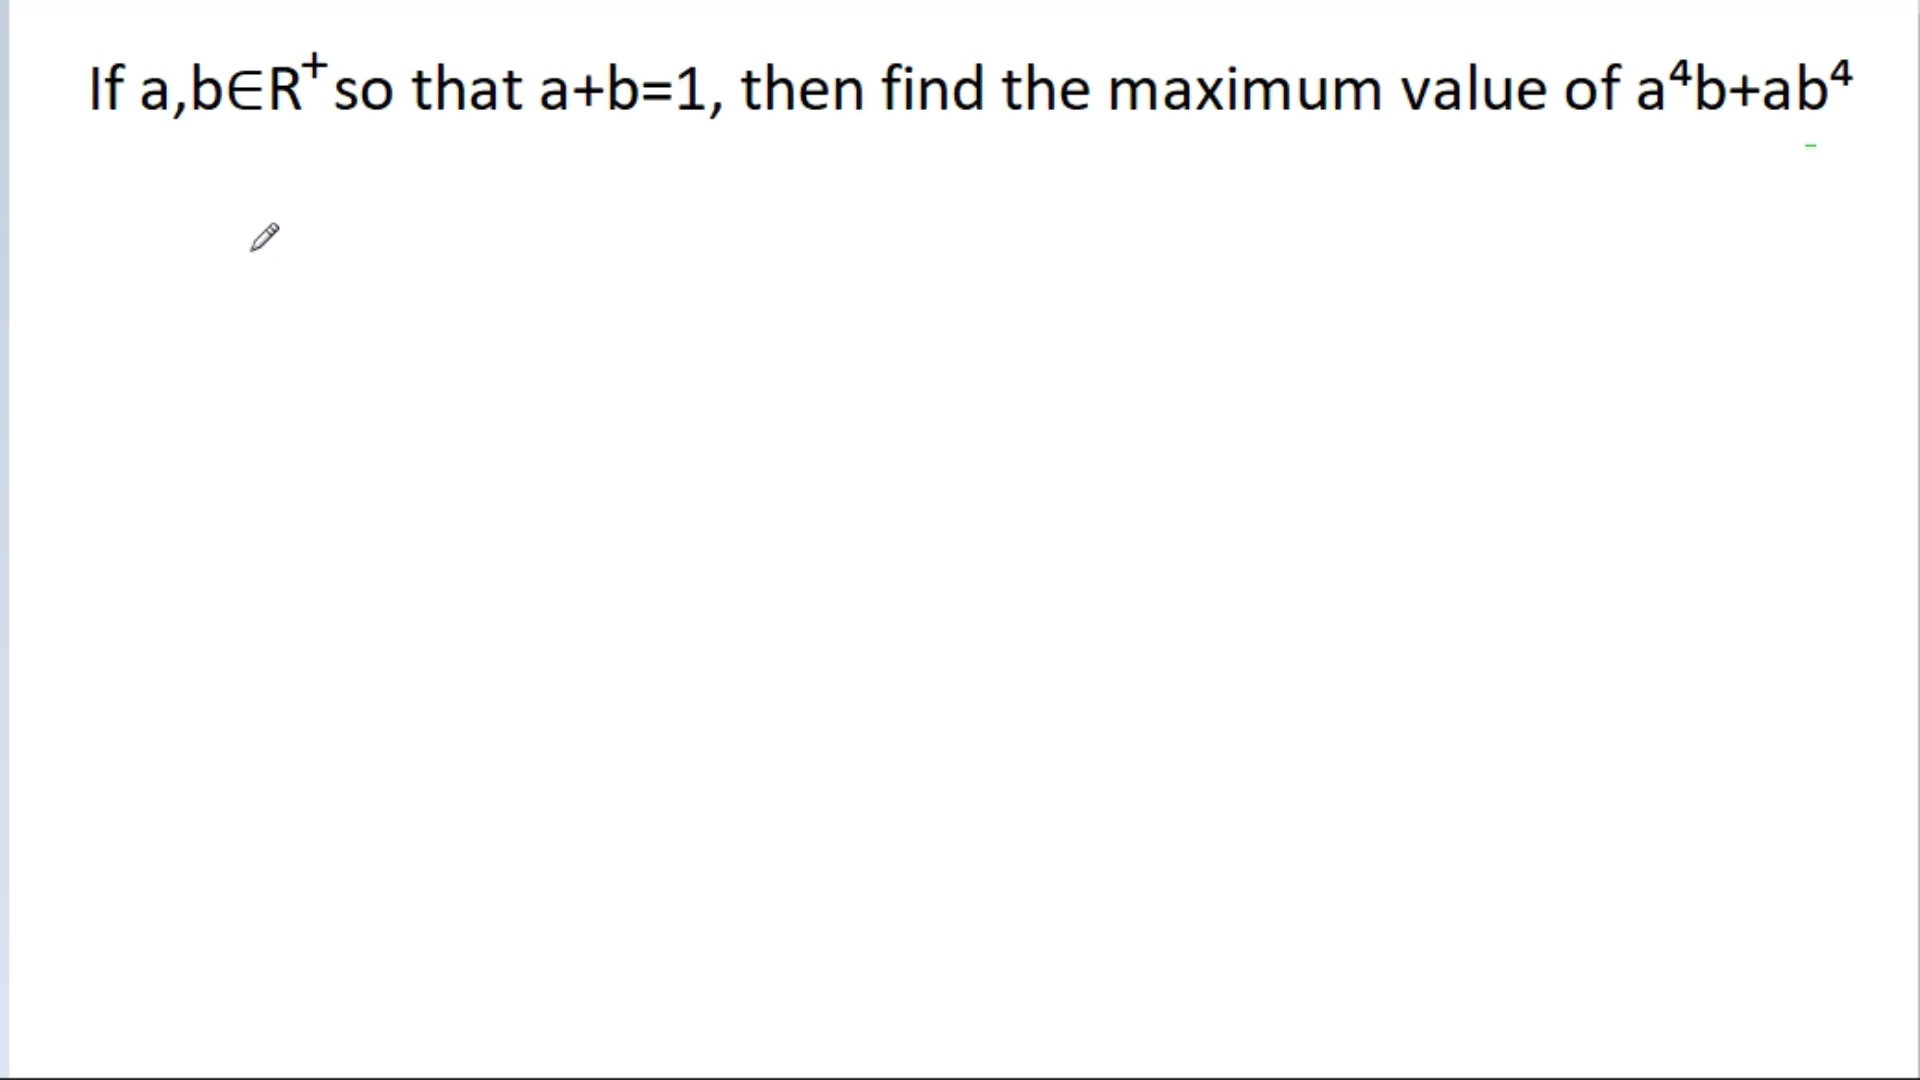 If a,b∈R⁺ so that a+b=1, then find the maximum value of a⁴b+ab⁴